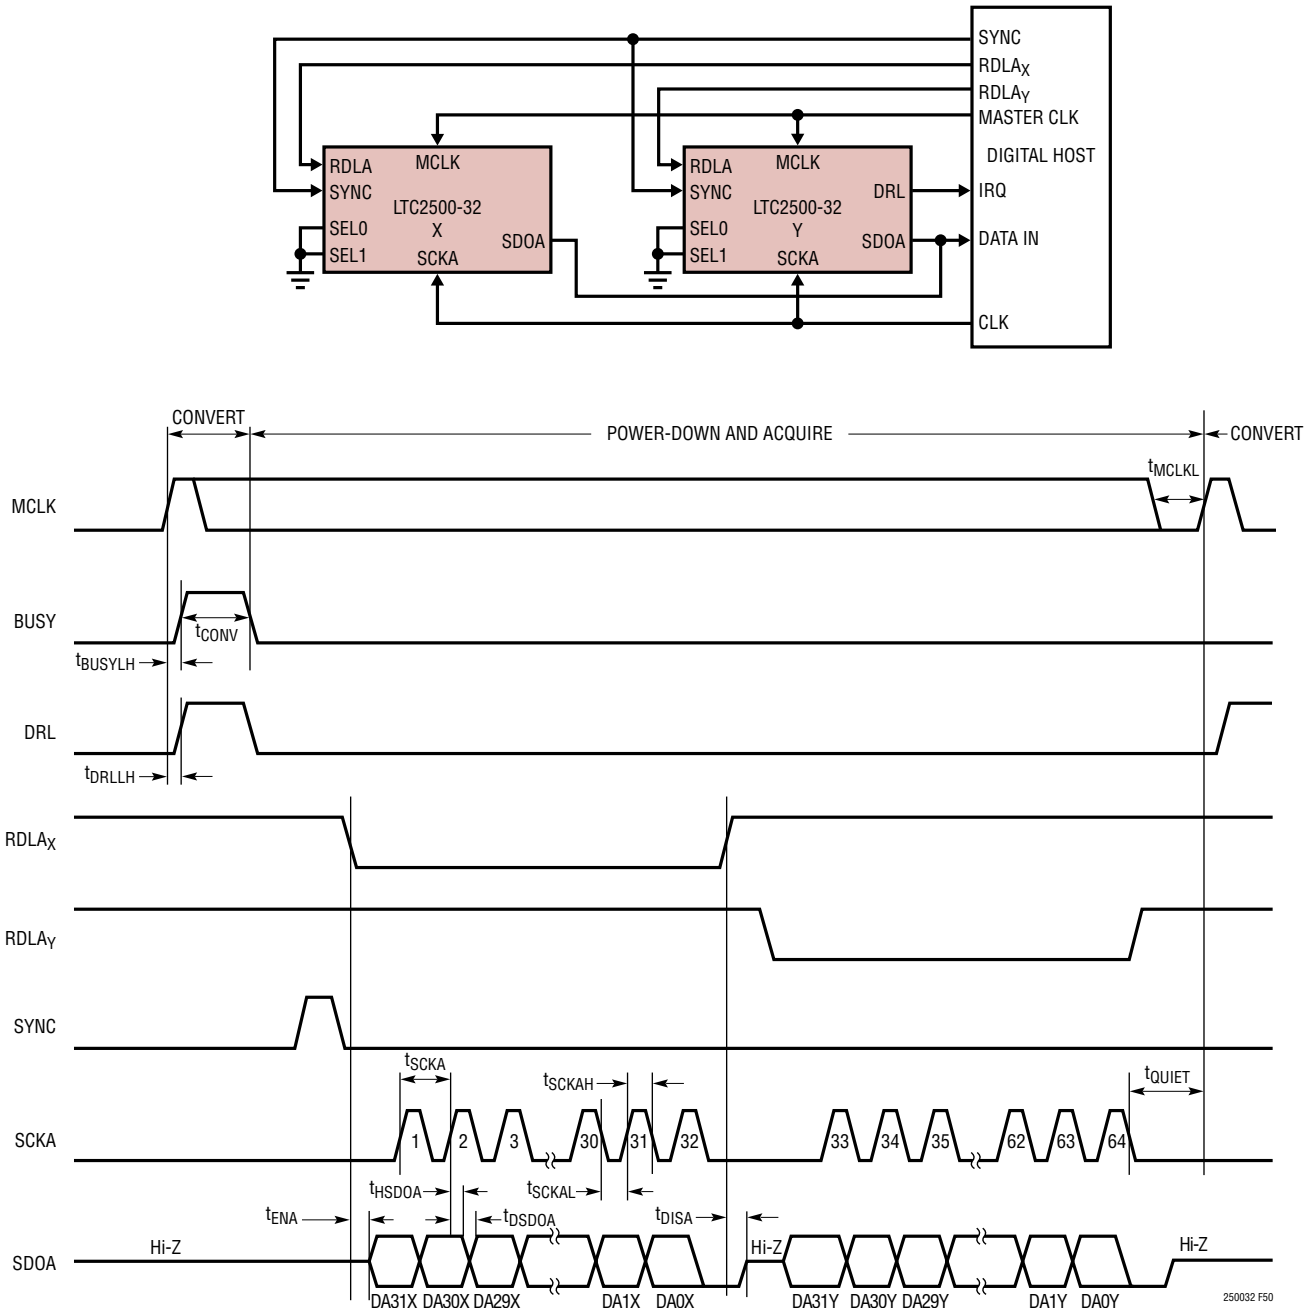 SYNC
RDLAX
RDLAY
MASTER CLK
DIGITAL HOST
IRQ
DATA IN
CLK
RDLA
MCLK
SYNC
LTC2500-32
X
SEL0
SEL1
SDOA
SCKA
RDLA
MCLK
SYNC
DRL
LTC2500-32
Y
SEL0
SEL1
SDOA
SCKA
CONVERT
POWER-DOWN AND ACQUIRE
CONVERT
MCLK
tMCLKL
BUSY
tCONV
tBUSYLH
DRL
tDRLLH
RDLAX
RDLAY
SYNC
tSCKA
tSCKAH
tQUIET
SCKA
1 2 3 30 31 32 33 34 35 62 63 64
tHSDOA
tSCKAL
tENA
tDSDOA
tDISA
SDOA
Hi-Z
Hi-Z
Hi-Z
DA31X DA30X DA29X DA1X DA0X DA31Y DA30Y DA29Y DA1Y DA0Y
250032 F50